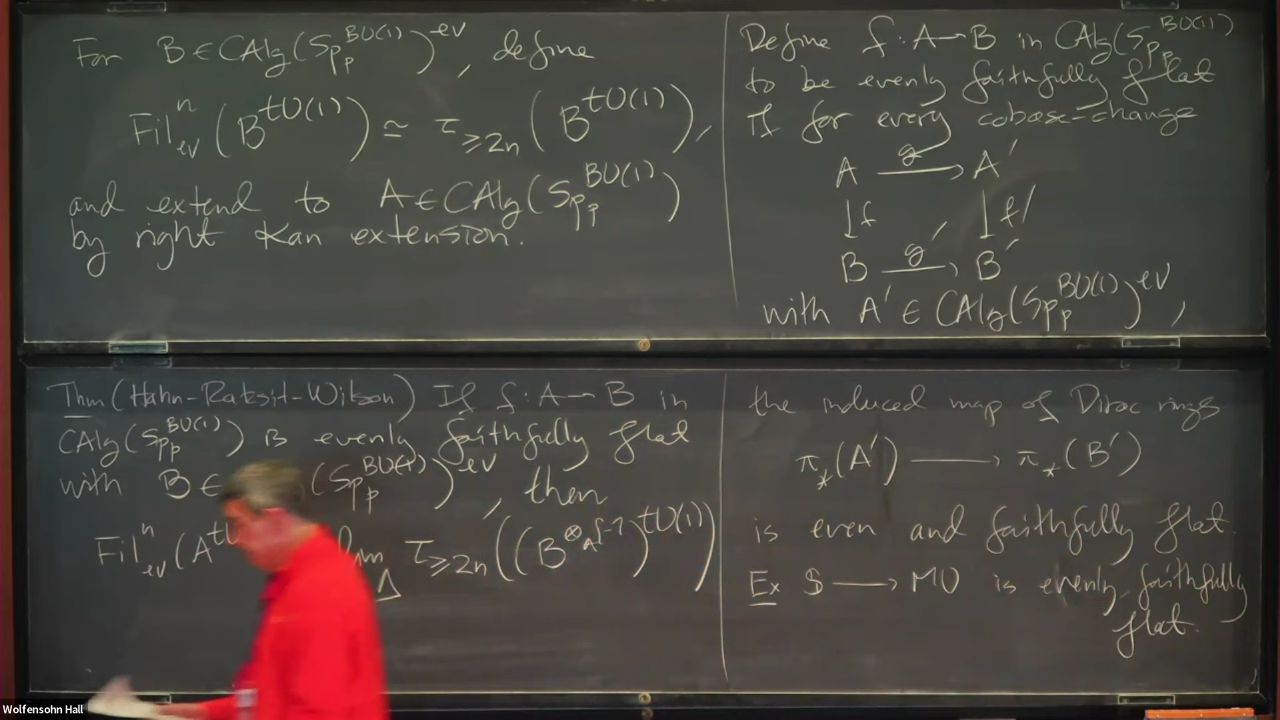 For B ∈ CAlg(Sp_p^{BU(1)})^{ev}, define
Fil^n_{ev}(B^{tU(1)}) ≃ τ_{≥2n}(B^{tU(1)}),
and extend to A ∈ CAlg(Sp_p^{BU(1)})
by right Kan extension.
Define f: A → B in CAlg(Sp_p^{BU(1)})
to be evenly faithfully flat
if for every cobase-change
A —g→ A'
↓f ↓f'
B —g'→ B'
with A' ∈ CAlg(Sp_p^{BU(1)})^{ev},
Thm (Hahn-Raksit-Wilson) If f: A → B in
CAlg(Sp_p^{BU(1)}) is evenly faithfully flat
with B ∈ (Sp_p^{BU(1)})^{ev}, then
Fil^n_{ev}(A^{t lim_Δ τ_{≥2n}((B^{⊗_A[-]})^{tU(1)})
the induced map of Dirac rings
π_*(A') → π_*(B')
is even and faithfully flat.
Ex S → MU is evenly faithfully
flat.
Wolfensohn Hall